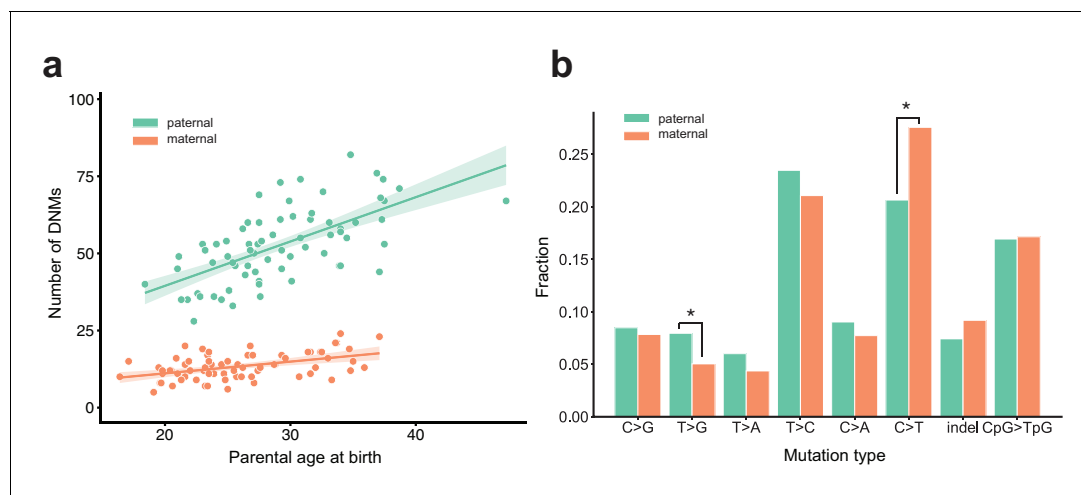 a
100
75
50
25
0
Number of DNMs
paternal
maternal
20
30
40
Parental age at birth
b
0.25
0.20
0.15
0.10
0.05
0.00
Fraction
paternal
maternal
*
*
C>G T>G T>A T>C C>A C>T indel CpG>TpG
Mutation type